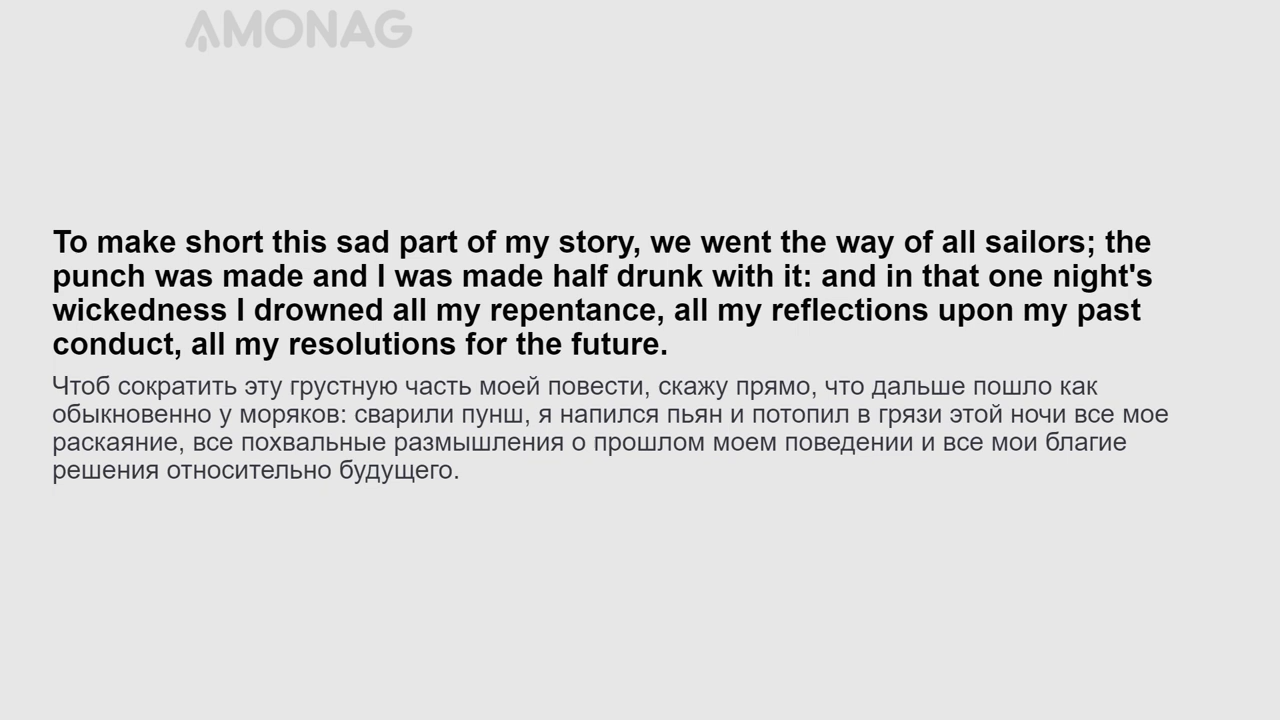 AMONAG
To make short this sad part of my story, we went the way of all sailors; the
punch was made and I was made half drunk with it: and in that one night's
wickedness I drowned all my repentance, all my reflections upon my past
conduct, all my resolutions for the future.
Чтоб сократить эту грустную часть моей повести, скажу прямо, что дальше пошло как
обыкновенно у моряков: сварили пунш, я напился пьян и потопил в грязи этой ночи все мое
раскаяние, все похвальные размышления о прошлом моем поведении и все мои благие
решения относительно будущего.